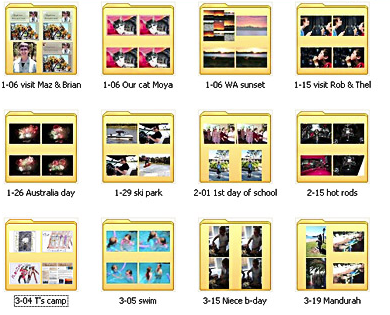 1-06 visit Maz & Brian
1-06 Our cat Moya
1-06 WA sunset
1-15 visit Rob & Thel
1-26 Australia day
1-29 ski park
2-01 1st day of school
2-15 hot rods
3-04 T's camp
3-05 swim
3-15 Niece b-day
3-19 Mandurah